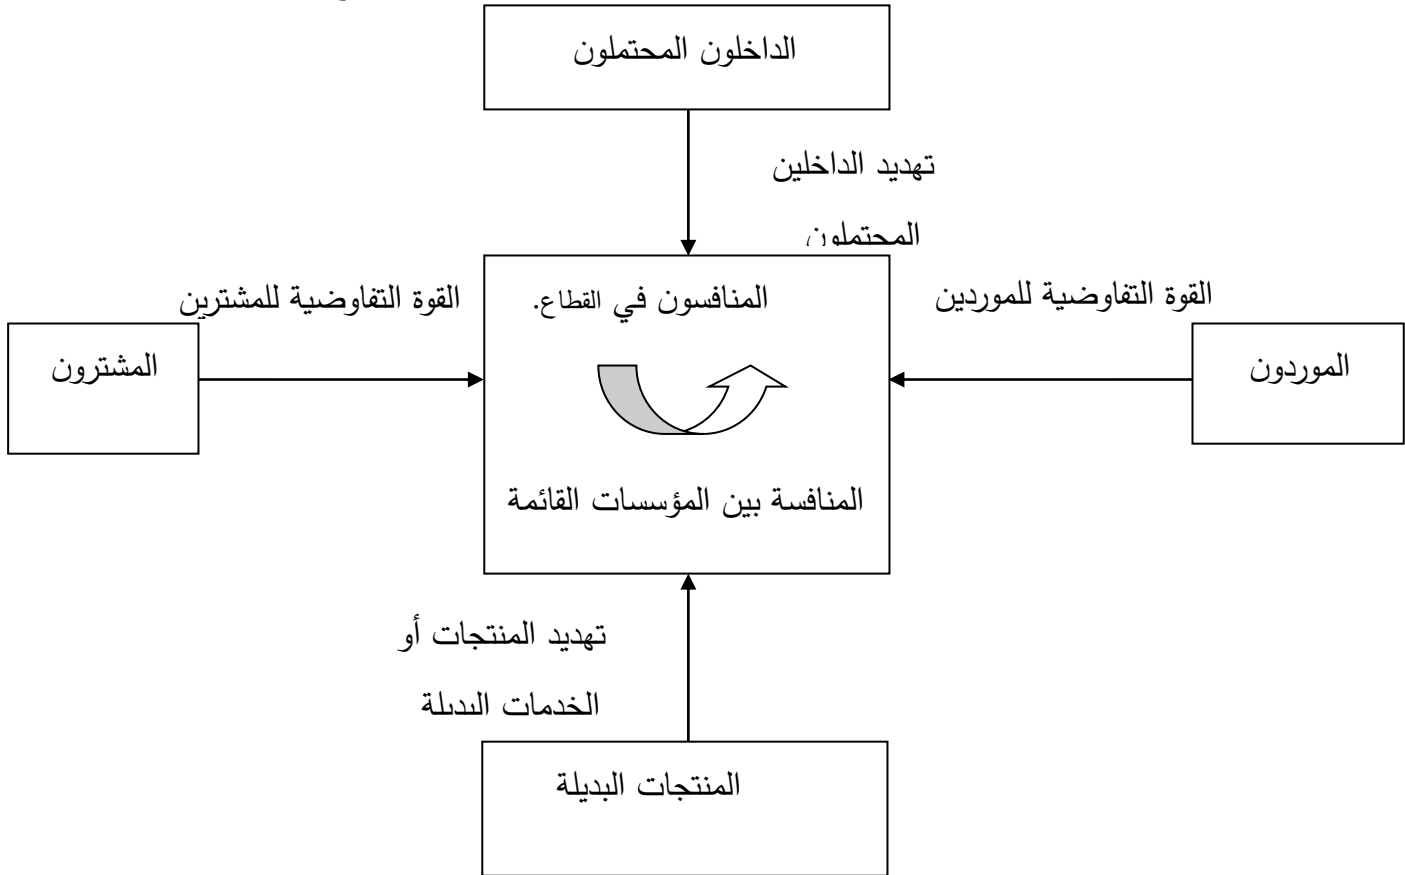 الداخلون المحتملون
تهديد الداخلين
المحتملون
القوة التفاوضية للموردين
المنافسون في القطاع.
القوة التفاوضية للمشترين
الموردون
المشترون
المنافسة بين المؤسسات القائمة
تهديد المنتجات أو
الخدمات البديلة
المنتجات البديلة